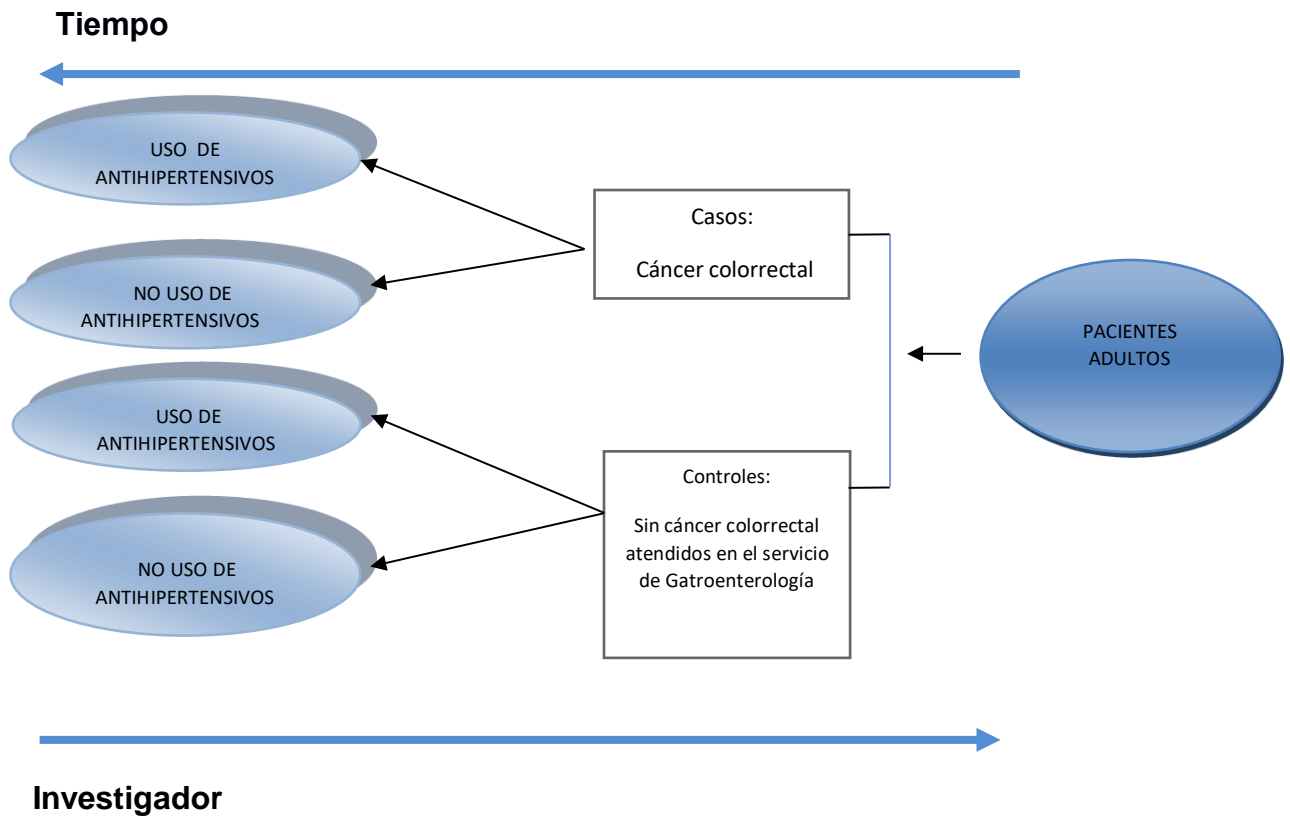 Tiempo
USO DE
ANTIHIPERTENSIVOS
NO USO DE
ANTIHIPERTENSIVOS
USO DE
ANTIHIPERTENSIVOS
NO USO DE
ANTIHIPERTENSIVOS
Casos:
Cáncer colorrectal
Controles:
Sin cáncer colorrectal
atendidos en el servicio
de Gatroenterología
PACIENTES
ADULTOS
Investigador